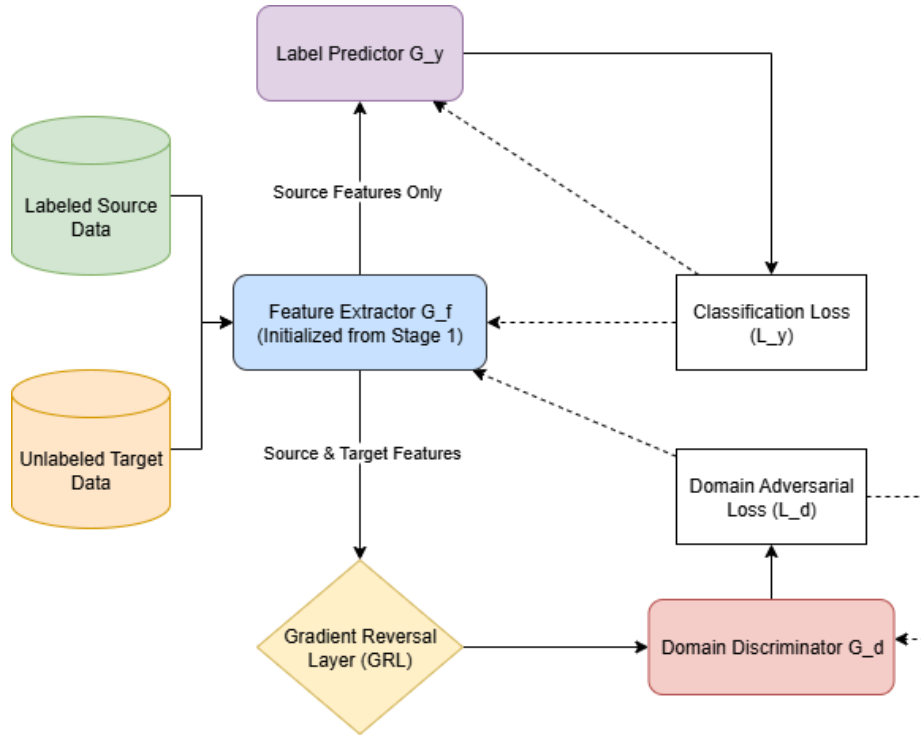 Label Predictor G_y
Labeled Source
Data
Source Features Only
Feature Extractor G_f
(Initialized from Stage 1)
Classification Loss
(L_y)
Unlabeled Target
Data
Source & Target Features
Domain Adversarial
Loss (L_d)
Gradient Reversal
Layer (GRL)
Domain Discriminator G_d